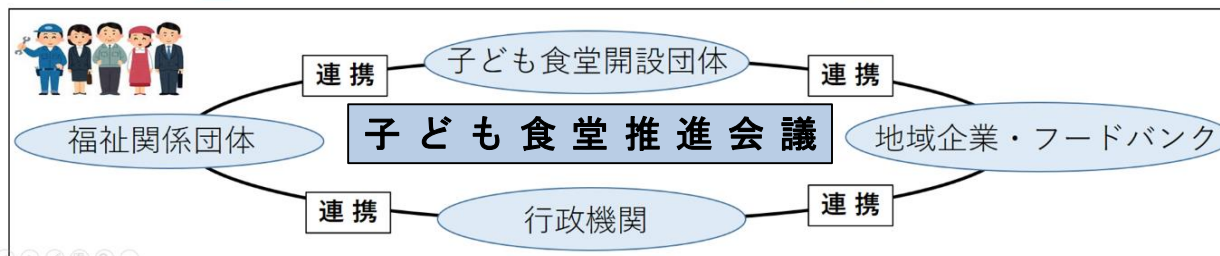 子ども食堂開設団体
連携
連携
福祉関係団体
子ども食堂推進会議
地域企業・フードバンク
連携
連携
行政機関